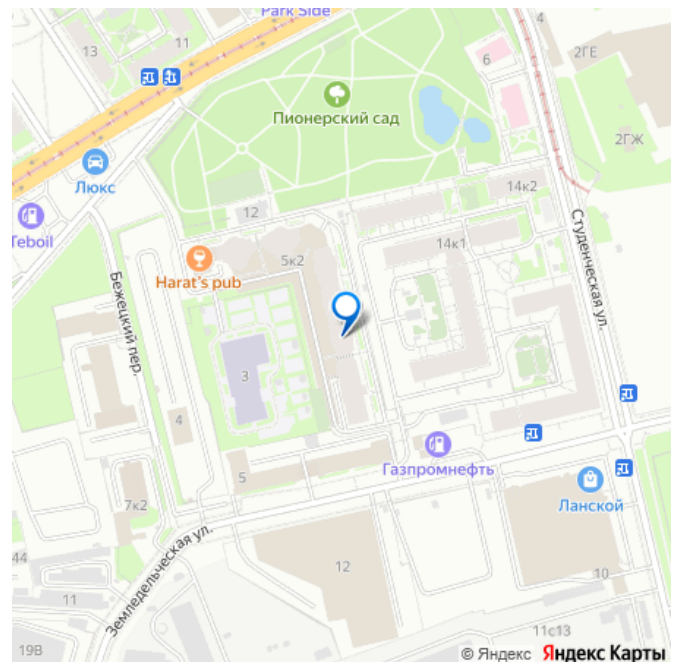 Park Side
4
13
11
2ГЕ
6
Пионерский сад
2ГЖ
Люкс
14к2
12
Teboil
14к1
Студенческая ул.
5к2
Harat's pub
Бежецкий пер.
3
4
Газпромнефть
5
Ланской
7к2
Земледельческая ул.
44
12
10
11
11с13
19В
© Яндекс Яндекс Карты